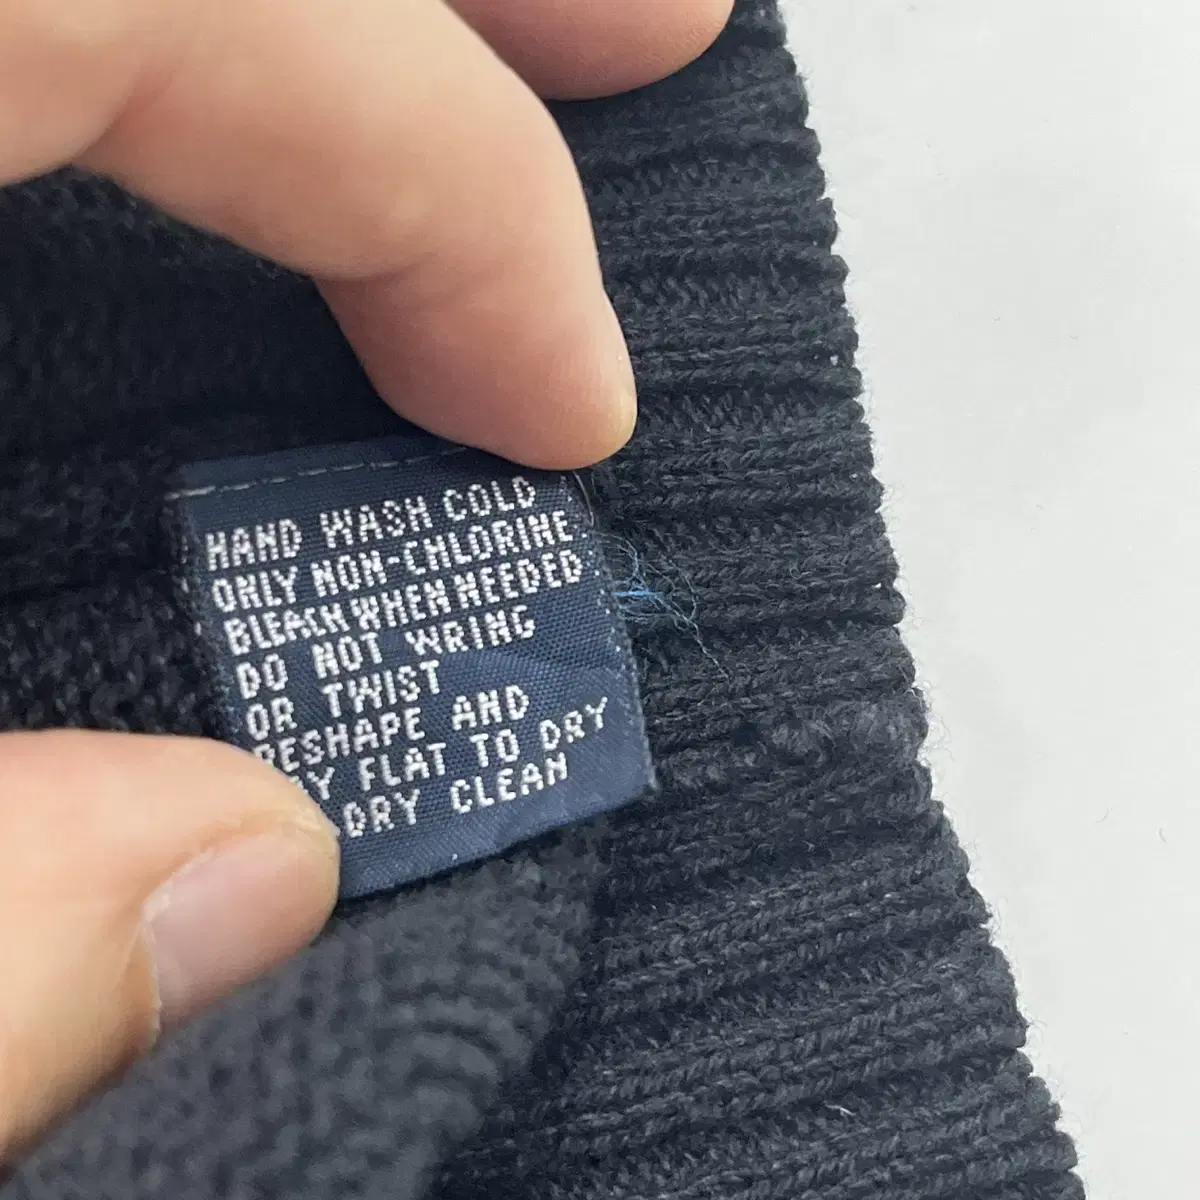 HAND WASH COLD
ONLY NON-CHLORINE
BLEACH WHEN NEEDED
DO NOT WRING
OR TWIST
RESHAPE AND
AY FLAT TO DRY
DRY CLEAN